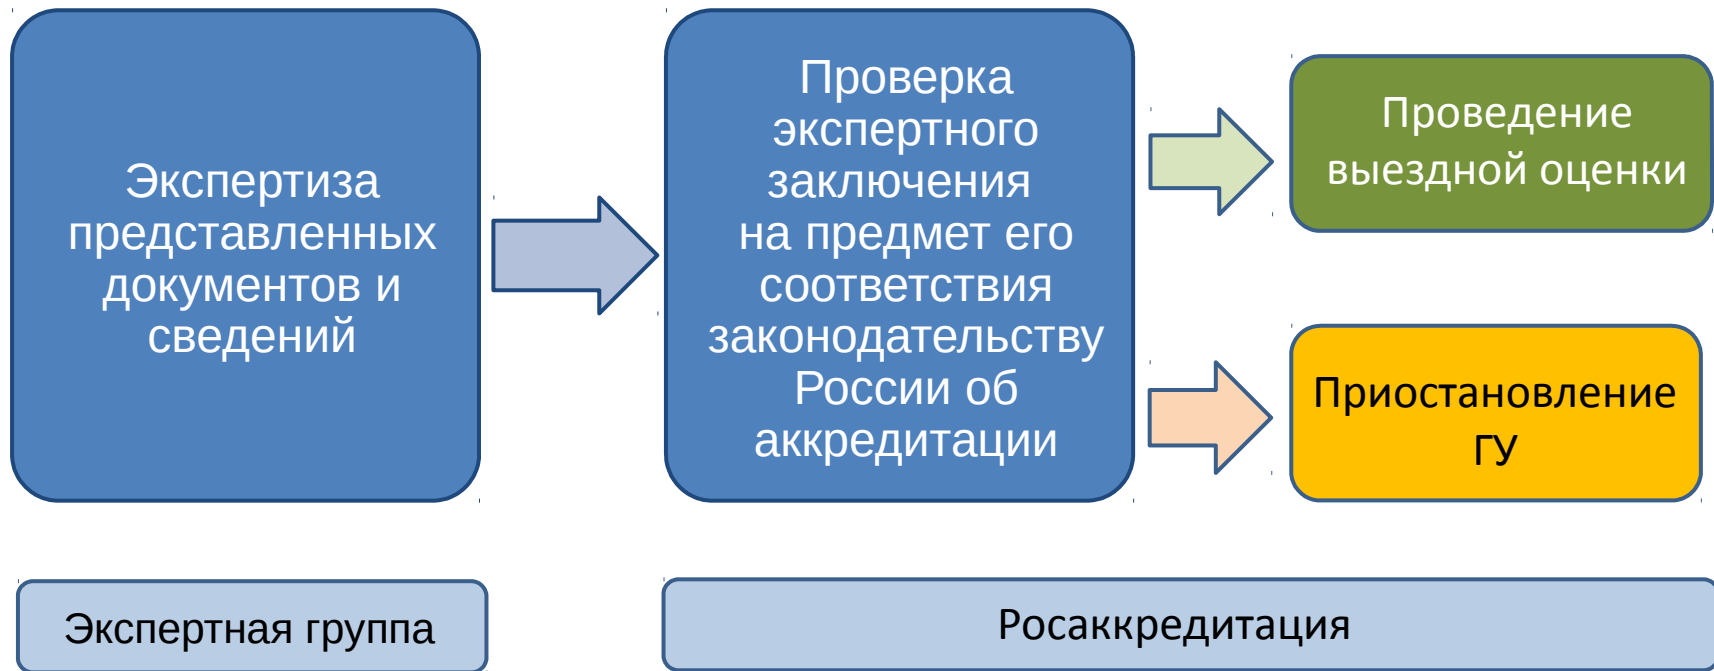 Экспертиза
представленных
документов и
сведений
Проверка
экспертного
заключения
на предмет его
соответствия
законодательству
России об
аккредитации
Проведение
выездной оценки
Приостановление
ГУ
Экспертная группа
Росаккредитация